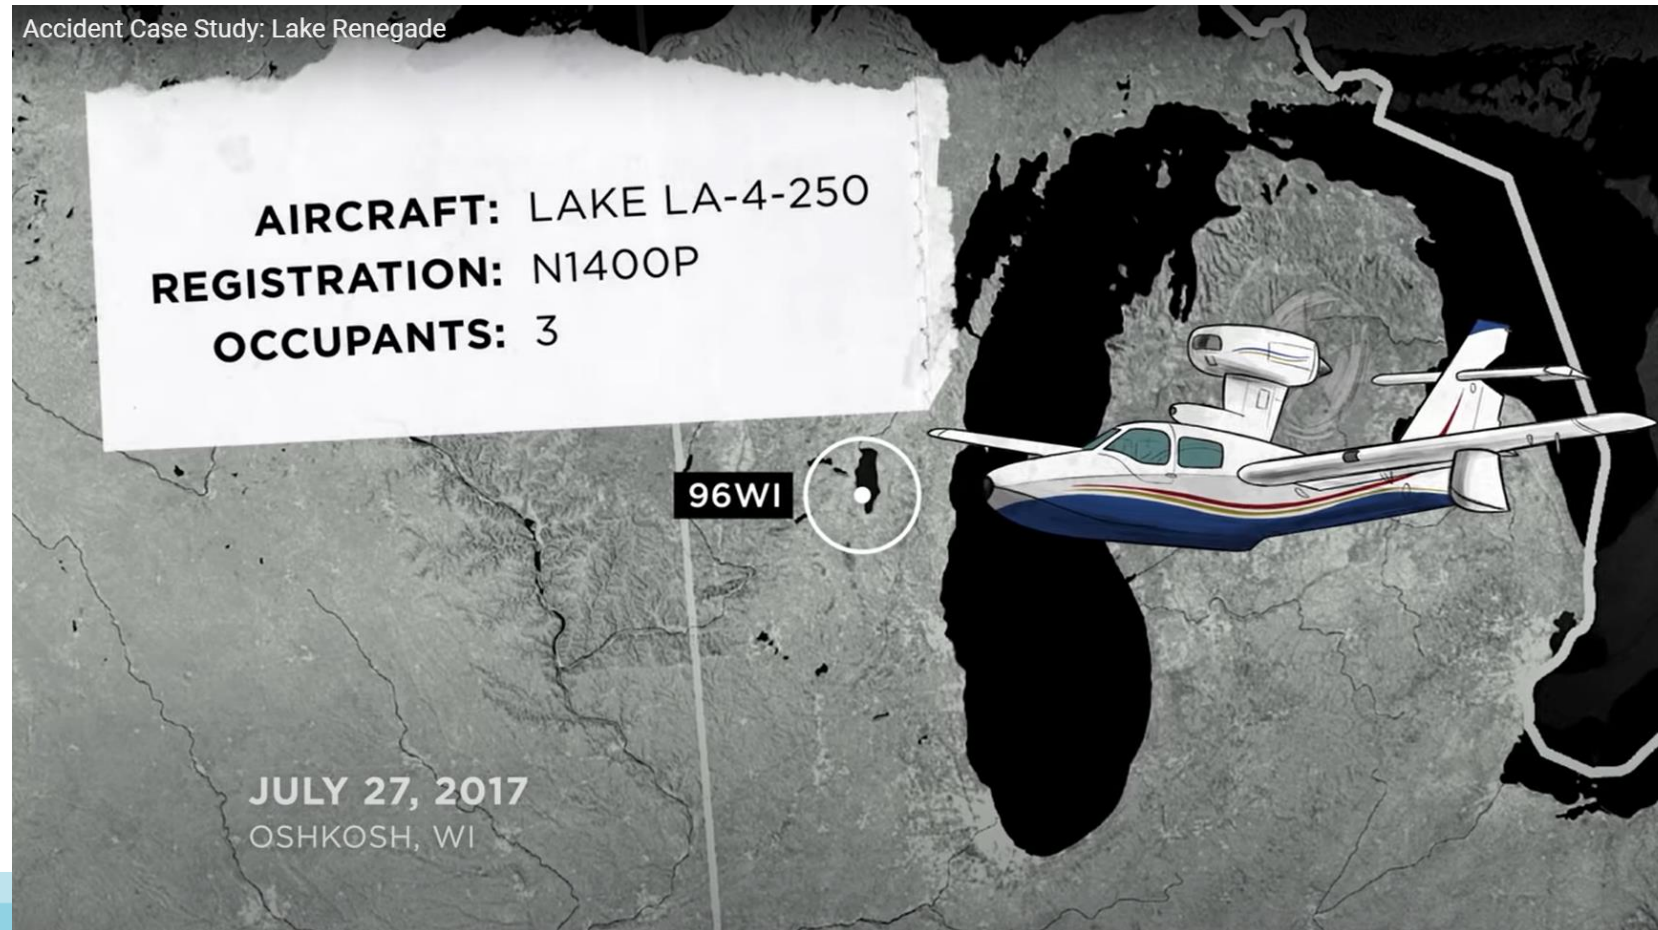 Accident Case Study: Lake Renegade
AIRCRAFT: LAKE LA-4-250
REGISTRATION: N1400P
OCCUPANTS: 3
96WI
JULY 27, 2017
OSHKOSH, WI